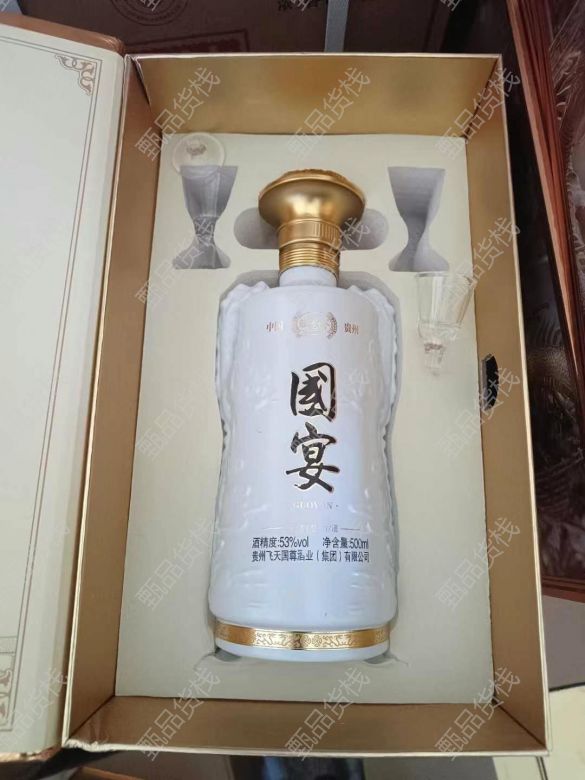 中国 贵州
國宴
GUOYAN
酒精度:53%vol 净含量:500ml
贵州飞天国尊酒业（集团）有限公司
甄品货栈